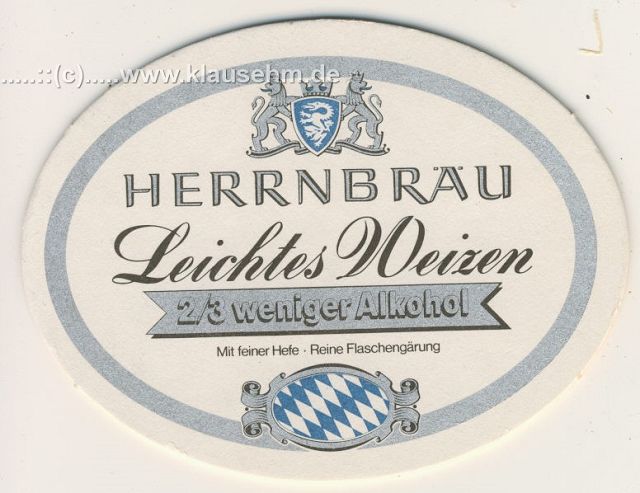 .....::(c).....www.klausehm.de
HERRNBRÄU
Leichtes Weizen
2/3 weniger Alkohol
Mit feiner Hefe · Reine Flaschengärung